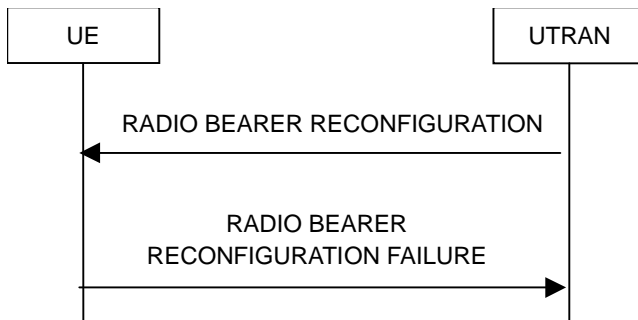 UE
UTRAN
RADIO BEARER RECONFIGURATION
RADIO BEARER
RECONFIGURATION FAILURE